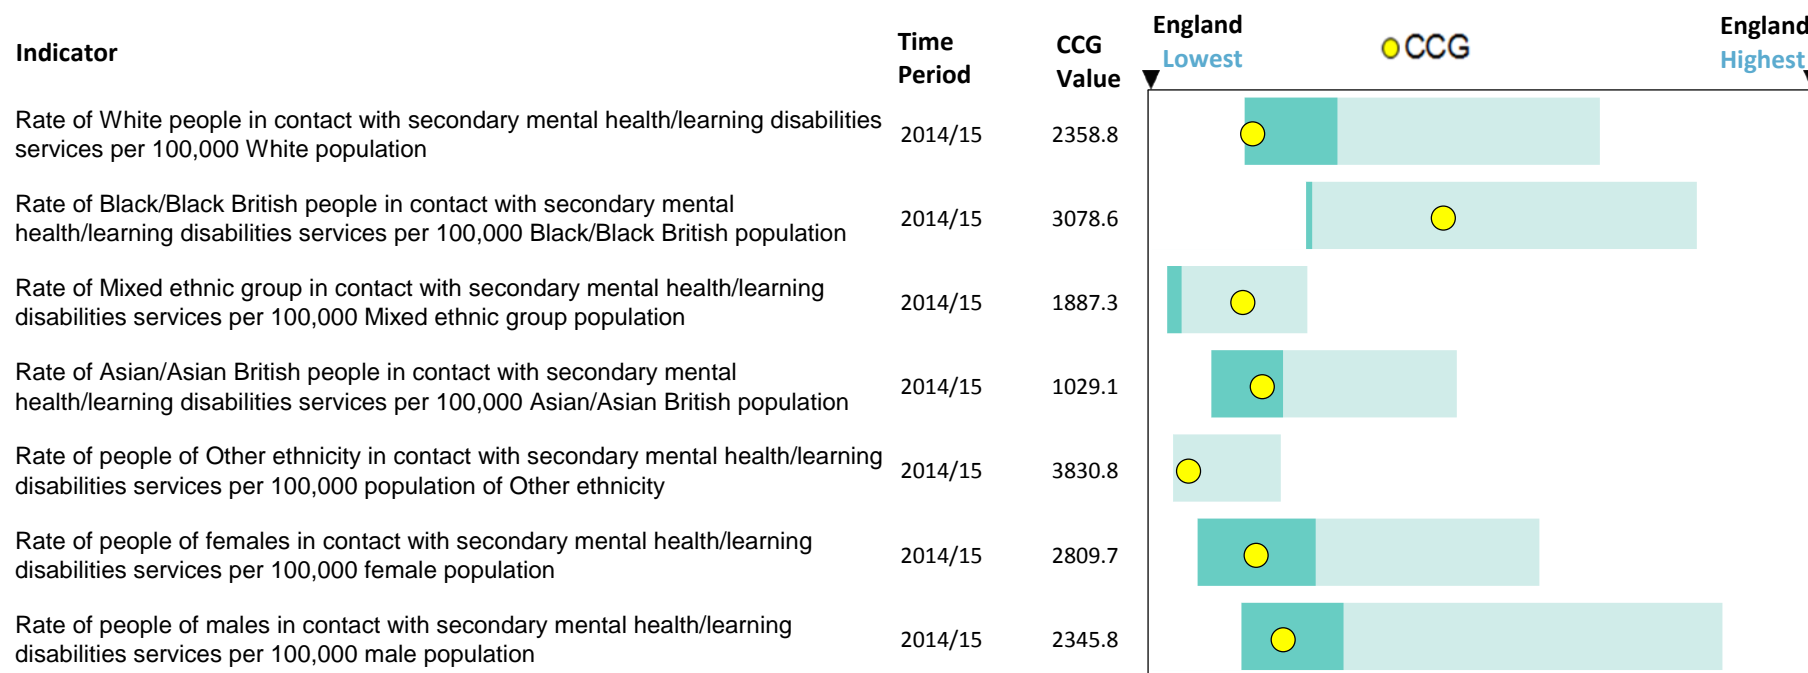 Indicator
Time
Period
CCG
Value
England
Lowest
CCG
England
Highest
Rate of White people in contact with secondary mental health/learning disabilities
services per 100,000 White population
2014/15
2358.8
Rate of Black/Black British people in contact with secondary mental
health/learning disabilities services per 100,000 Black/Black British population
2014/15
3078.6
Rate of Mixed ethnic group in contact with secondary mental health/learning
disabilities services per 100,000 Mixed ethnic group population
2014/15
1887.3
Rate of Asian/Asian British people in contact with secondary mental
health/learning disabilities services per 100,000 Asian/Asian British population
2014/15
1029.1
Rate of people of Other ethnicity in contact with secondary mental health/learning
disabilities services per 100,000 population of Other ethnicity
2014/15
3830.8
Rate of people of females in contact with secondary mental health/learning
disabilities services per 100,000 female population
2014/15
2809.7
Rate of people of males in contact with secondary mental health/learning
disabilities services per 100,000 male population
2014/15
2345.8